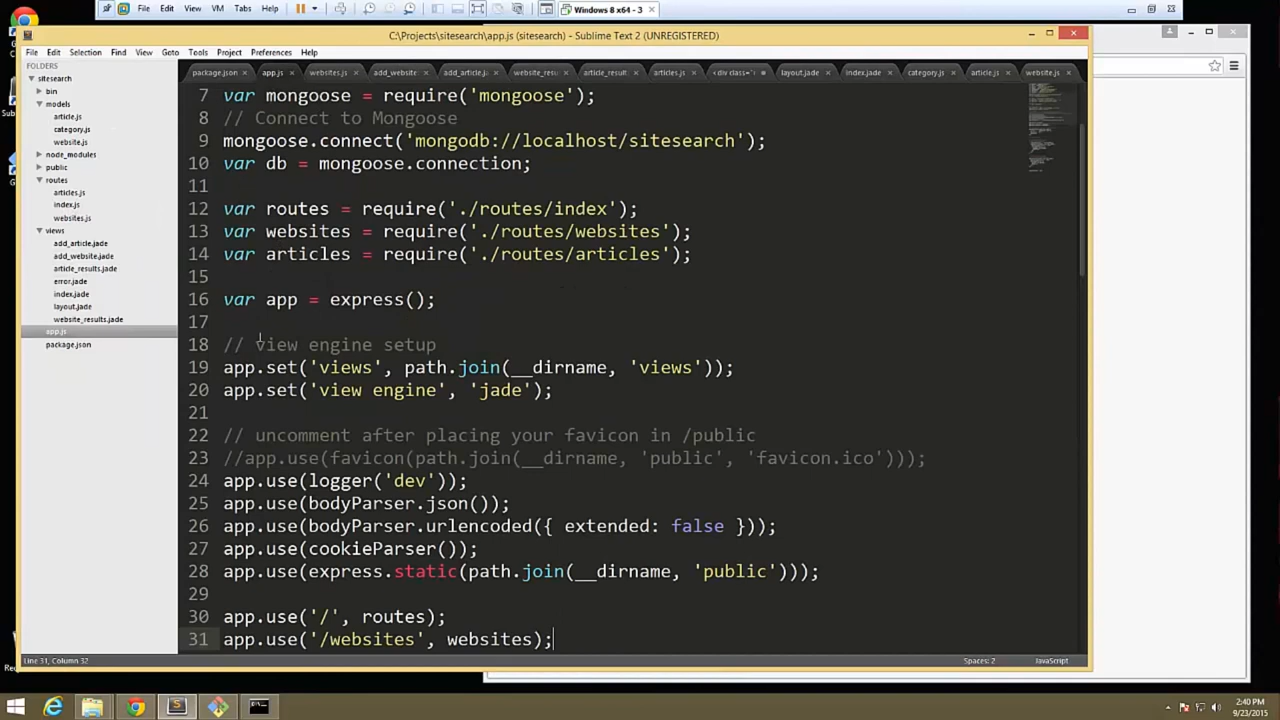 File Edit View VM Tabs Help
Windows 8 x64 - 3
C:\Projects\sitesearch\app.js (sitesearch) - Sublime Text 2 (UNREGISTERED)
File Edit Selection Find View Goto Tools Project Preferences Help
FOLDERS
package.json
app.js
websites.js
add_website
add_article.ja
website_resu
article_result
articles.js
<div class='
layout.jade
index.jade
category.js
article.js
website.js
sitesearch
bin
models
article.js
category.js
website.js
node_modules
public
routes
articles.js
index.js
websites.js
views
add_article.jade
add_website.jade
article_results.jade
error.jade
index.jade
layout.jade
website_results.jade
app.js
package.json
7 var mongoose = require('mongoose');
8 // Connect to Mongoose
9 mongoose.connect('mongodb://localhost/sitesearch');
10 var db = mongoose.connection;
11
12 var routes = require('./routes/index');
13 var websites = require('./routes/websites');
14 var articles = require('./routes/articles');
15
16 var app = express();
17
18 // view engine setup
19 app.set('views', path.join(__dirname, 'views'));
20 app.set('view engine', 'jade');
21
22 // uncomment after placing your favicon in /public
23 //app.use(favicon(path.join(__dirname, 'public', 'favicon.ico')));
24 app.use(logger('dev'));
25 app.use(bodyParser.json());
26 app.use(bodyParser.urlencoded({ extended: false }));
27 app.use(cookieParser());
28 app.use(express.static(path.join(__dirname, 'public')));
29
30 app.use('/', routes);
31 app.use('/websites', websites);
Line 31, Column 32
Spaces: 2
JavaScript
2:40 PM
9/23/2015